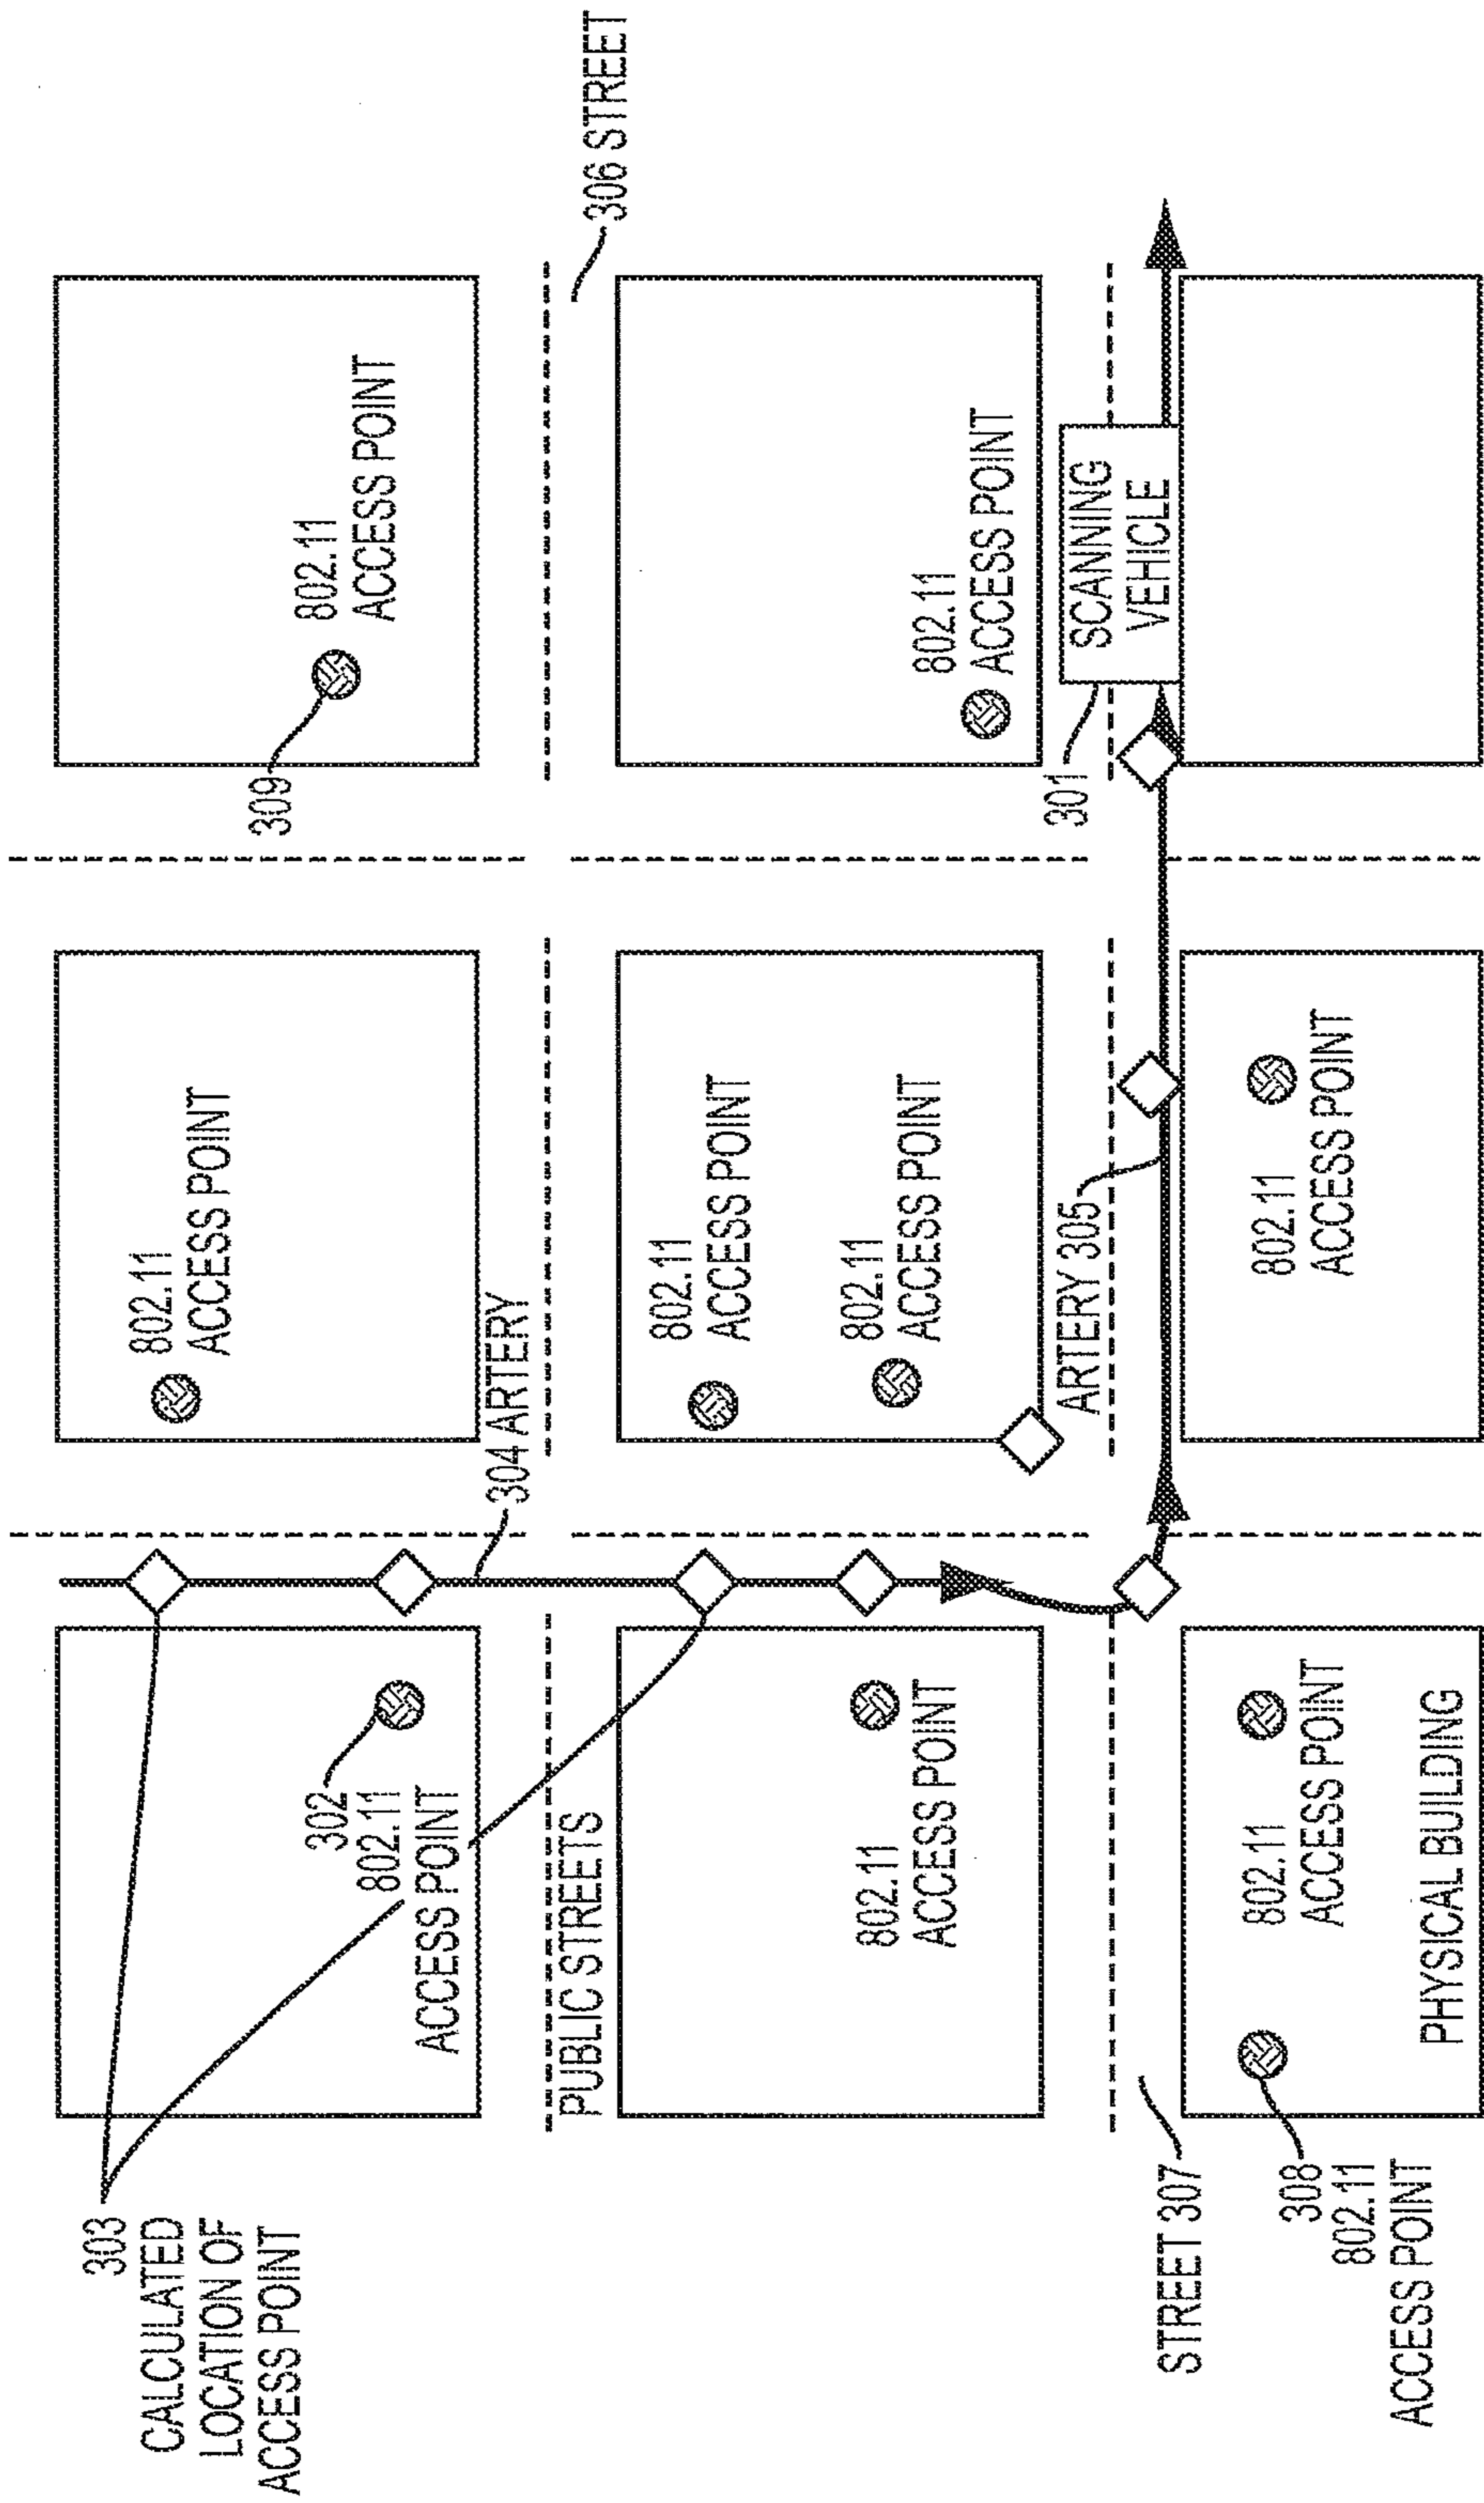 303
CALCULATED
LOCATION OF
ACCESS POINT
302
802.11
ACCESS POINT
304 ARTERY
802.11
ACCESS POINT
309
802.11
ACCESS POINT
306 STREET
PUBLIC STREETS
802.11
ACCESS POINT
802.11
ACCESS POINT
802.11
ACCESS POINT
802.11
ACCESS POINT
ARTERY 305
301
SCANNING
VEHICLE
STREET 307
308
802.11
ACCESS POINT
802.11
ACCESS POINT
PHYSICAL BUILDING
802.11
ACCESS POINT